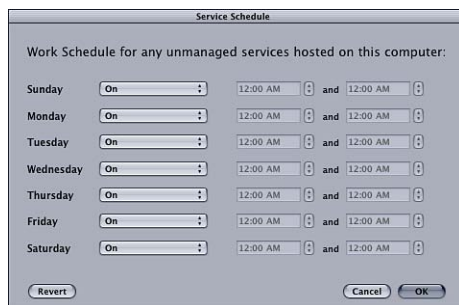 Service Schedule
Work Schedule for any unmanaged services hosted on this computer:
Sunday On 12:00 AM and 12:00 AM
Monday On 12:00 AM and 12:00 AM
Tuesday On 12:00 AM and 12:00 AM
Wednesday On 12:00 AM and 12:00 AM
Thursday On 12:00 AM and 12:00 AM
Friday On 12:00 AM and 12:00 AM
Saturday On 12:00 AM and 12:00 AM
Revert Cancel OK